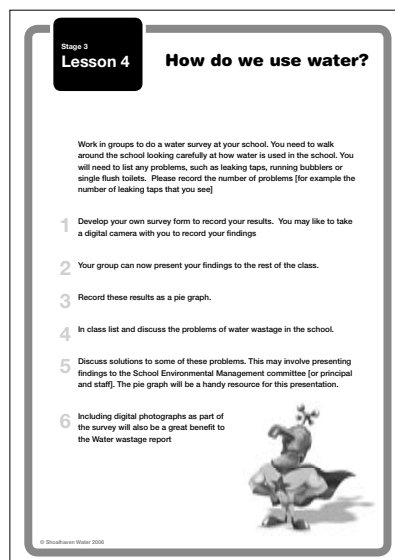 Stage 3
Lesson 4
How do we use water?
Work in groups to do a water survey at your school. You need to walk
around the school looking carefully at how water is used in the school. You
will need to list any problems, such as leaking taps, running bubblers or
single flush toilets.  Please record the number of problems [for example the
number of leaking taps that you see]
1 Develop your own survey form to record your results.  You may like to take
a digital camera with you to record your findings
2 Your group can now present your findings to the rest of the class.
3 Record these results as a pie graph.
4 In class list and discuss the problems of water wastage in the school.
5 Discuss solutions to some of these problems. This may involve presenting
findings to the School Environmental Management committee [or principal
and staff]. The pie graph will be a handy resource for this presentation.
6 Including digital photographs as part of
the survey will also be a great benefit to
the Water wastage report
© Shoalhaven Water 2006